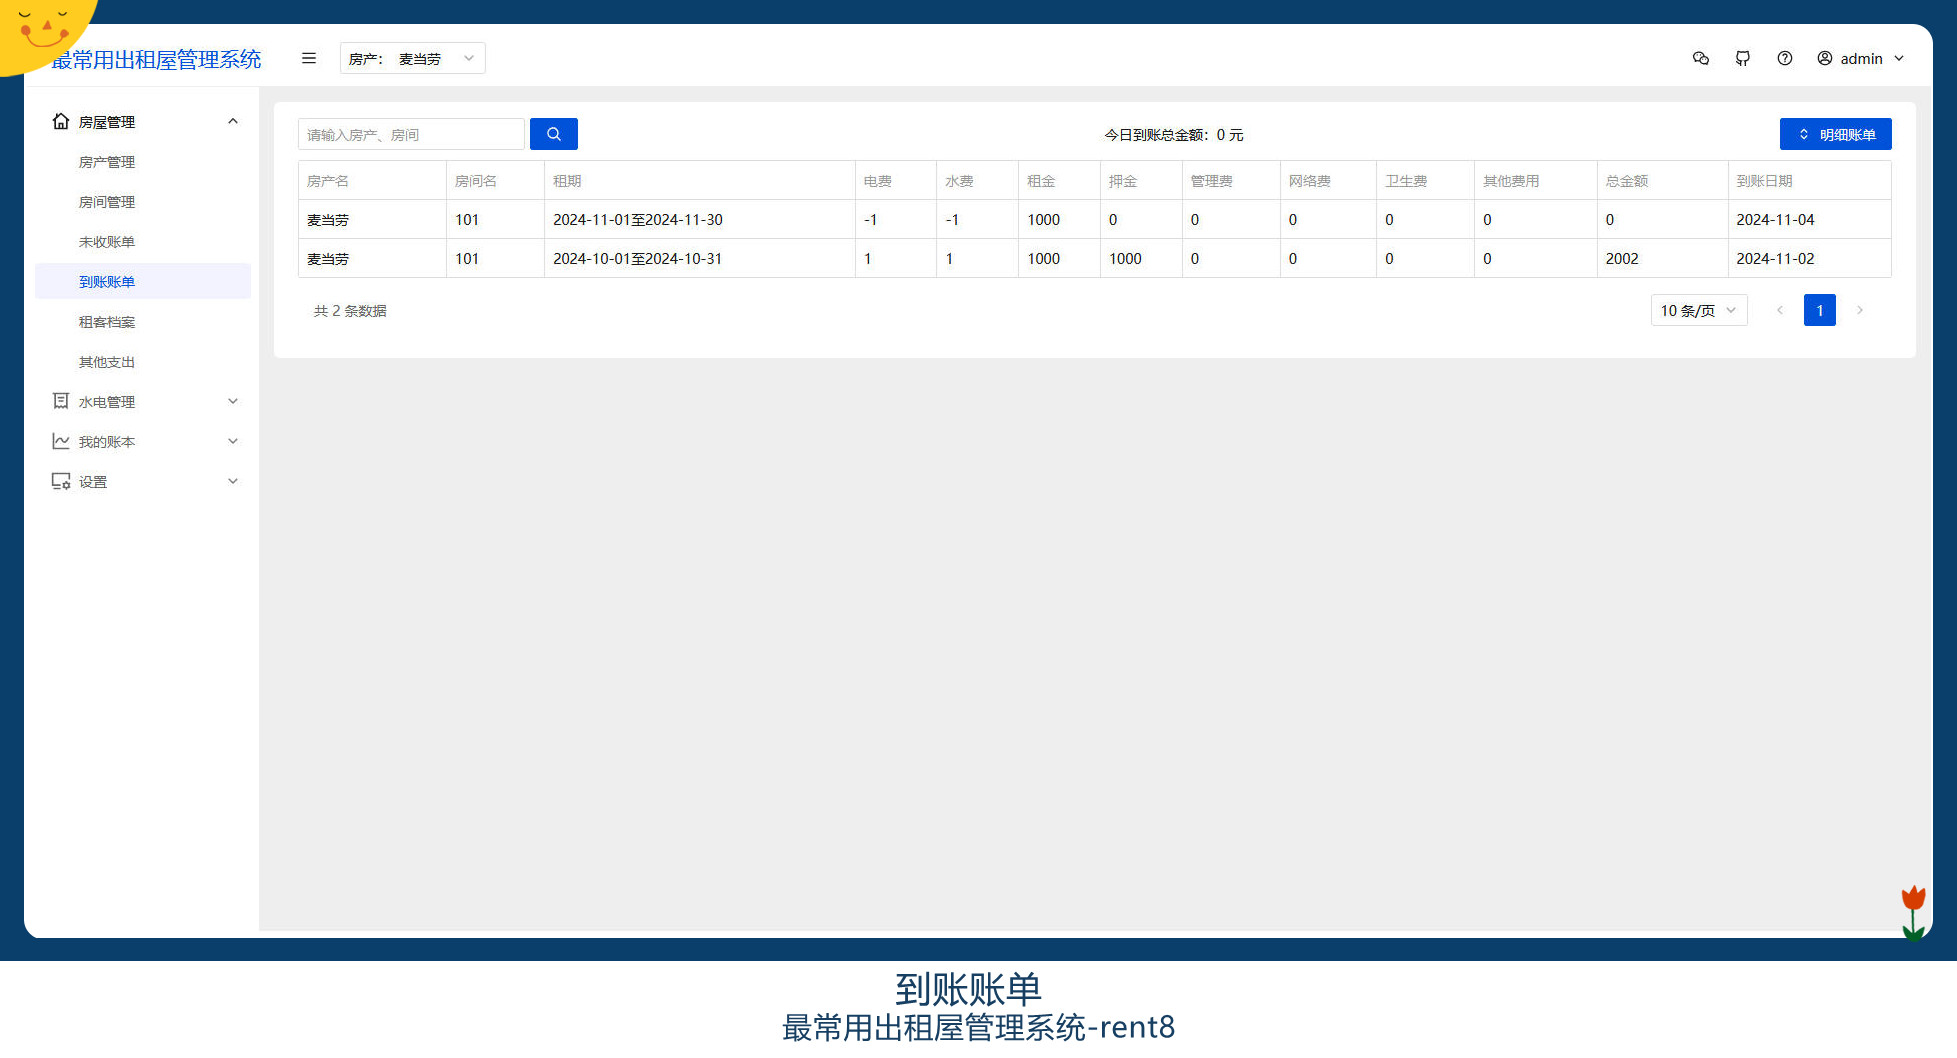 最常用出租屋管理系统
房产： 麦当劳
admin
房屋管理
房产管理
房间管理
未收账单
到账账单
租客档案
其他支出
水电管理
我的账本
设置
请输入房产、房间
今日到账总金额：0 元
明细账单
房产名 房间名 租期 电费 水费 租金 押金 管理费 网络费 卫生费 其他费用 总金额 到账日期
麦当劳 101 2024-11-01至2024-11-30 -1 -1 1000 0 0 0 0 0 0 2024-11-04
麦当劳 101 2024-10-01至2024-10-31 1 1 1000 1000 0 0 0 0 2002 2024-11-02
共 2 条数据
10 条/页
1
到账账单
最常用出租屋管理系统-rent8